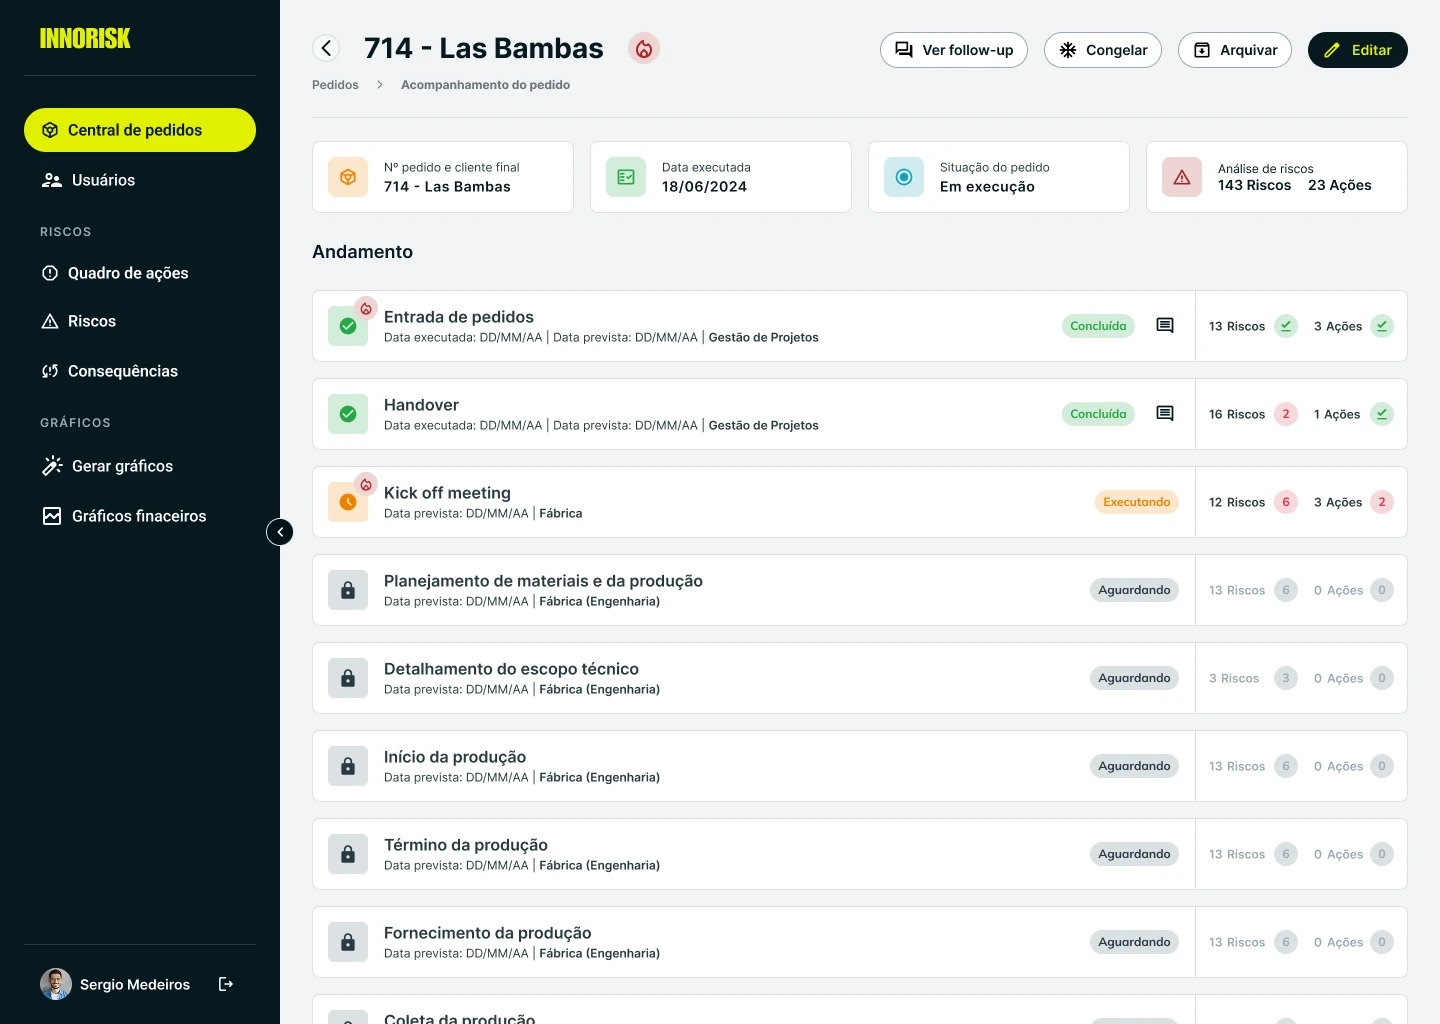 INNORISK
Central de pedidos
Usuários
RISCOS
Quadro de ações
Riscos
Consequências
GRÁFICOS
Gerar gráficos
Gráficos finaceiros
Sergio Medeiros
714 - Las Bambas
Ver follow-up
Congelar
Arquivar
Editar
Pedidos > Acompanhamento do pedido
Nº pedido e cliente final
714 - Las Bambas
Data executada
18/06/2024
Situação do pedido
Em execução
Análise de riscos
143 Riscos 23 Ações
Andamento
Entrada de pedidos
Data executada: DD/MM/AA | Data prevista: DD/MM/AA | Gestão de Projetos
Concluída
13 Riscos 3 Ações
Handover
Data executada: DD/MM/AA | Data prevista: DD/MM/AA | Gestão de Projetos
Concluída
16 Riscos 2 1 Ações
Kick off meeting
Data prevista: DD/MM/AA | Fábrica
Executando
12 Riscos 6 3 Ações 2
Planejamento de materiais e da produção
Data prevista: DD/MM/AA | Fábrica (Engenharia)
Aguardando
13 Riscos 6 0 Ações 0
Detalhamento do escopo técnico
Data prevista: DD/MM/AA | Fábrica (Engenharia)
Aguardando
3 Riscos 3 0 Ações 0
Início da produção
Data prevista: DD/MM/AA | Fábrica (Engenharia)
Aguardando
13 Riscos 6 0 Ações 0
Término da produção
Data prevista: DD/MM/AA | Fábrica (Engenharia)
Aguardando
13 Riscos 6 0 Ações 0
Fornecimento da produção
Data prevista: DD/MM/AA | Fábrica (Engenharia)
Aguardando
13 Riscos 6 0 Ações 0
Coleta da produção